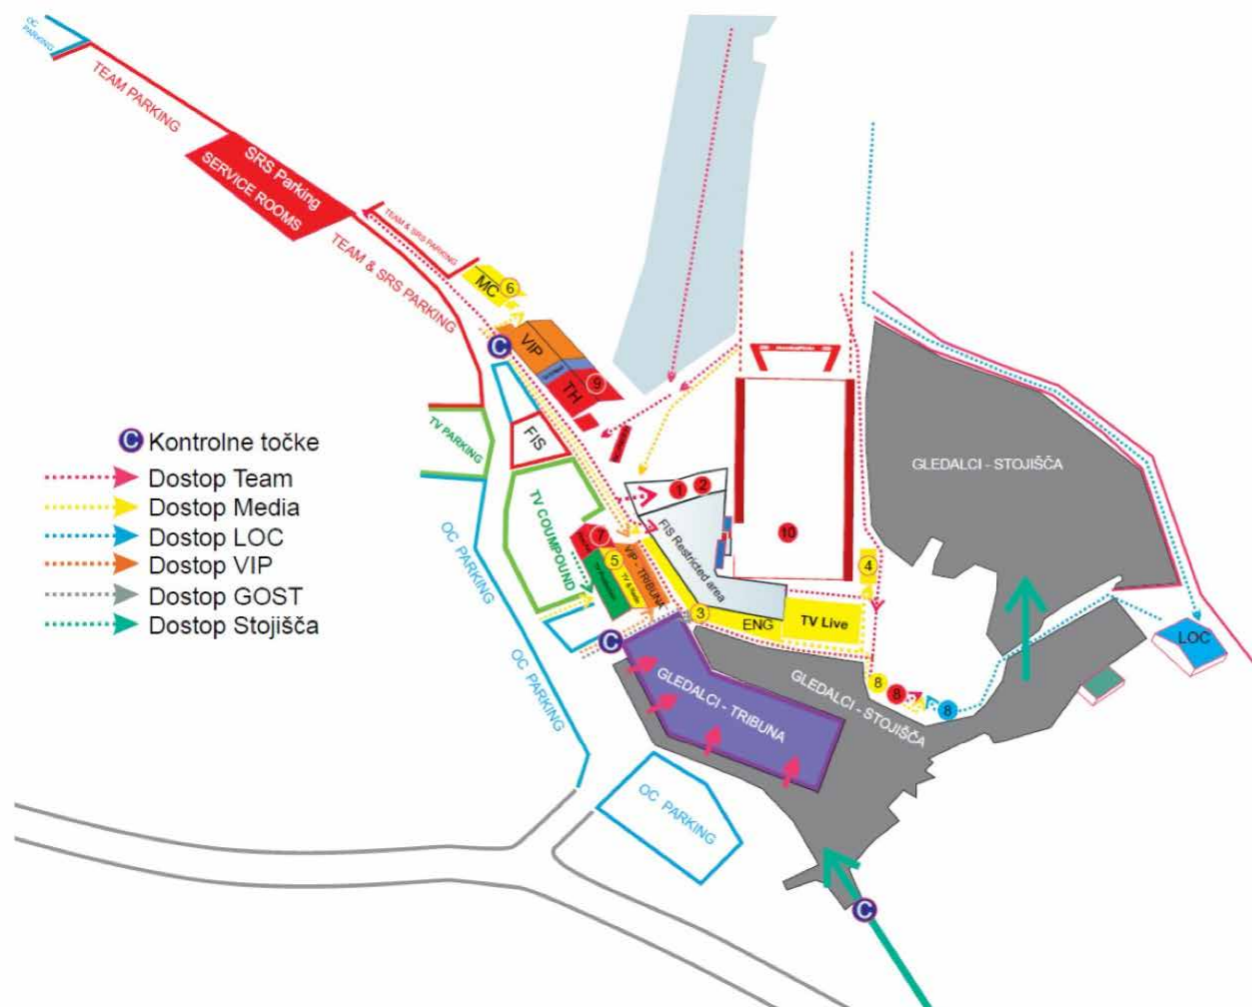 OC
PARKING
TEAM PARKING
SRS Parking
SERVICE ROOMS
TEAM & SRS PARKING
TEAM & SRS PARKING
MC
6
C
VIP
TH
9
FIS
TV PARKING
TV COUMPOUND
OC PARKING
OC PARKING
1
2
FIS Restricted area
10
7
5
VIP - TRIBUNA
3
ENG
TV Live
4
GLEDALCI - STOJIŠČA
LOC
C
GLEDALCI - TRIBUNA
GLEDALCI - STOJIŠČA
8
8
8
OC PARKING
C
C Kontrolne točke
Dostop Team
Dostop Media
Dostop LOC
Dostop VIP
Dostop GOST
Dostop Stojišča